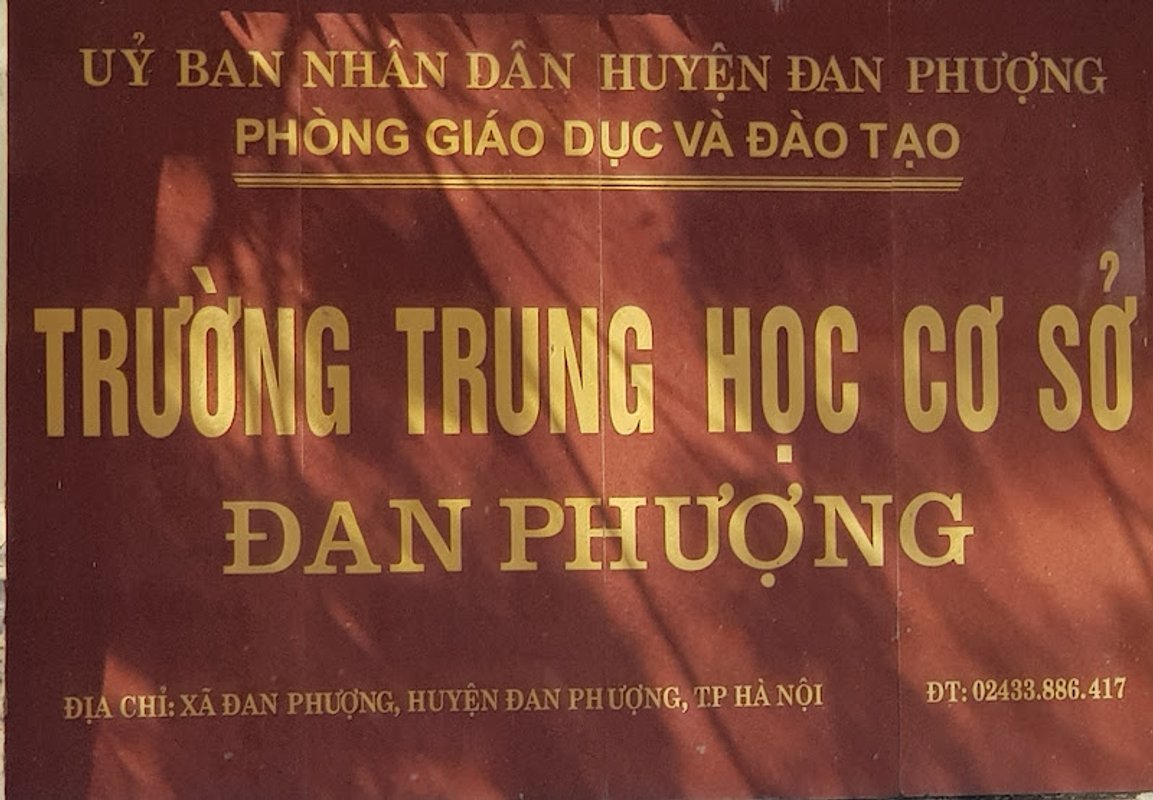 UỶ BAN NHÂN DÂN HUYỆN ĐAN PHƯỢNG
PHÒNG GIÁO DỤC VÀ ĐÀO TẠO
TRƯỜNG TRUNG HỌC CƠ SỞ
ĐAN PHƯỢNG
ĐỊA CHỈ: XÃ ĐAN PHƯỢNG, HUYỆN ĐAN PHƯỢNG, T.P HÀ NỘI ĐT: 02433.886.417